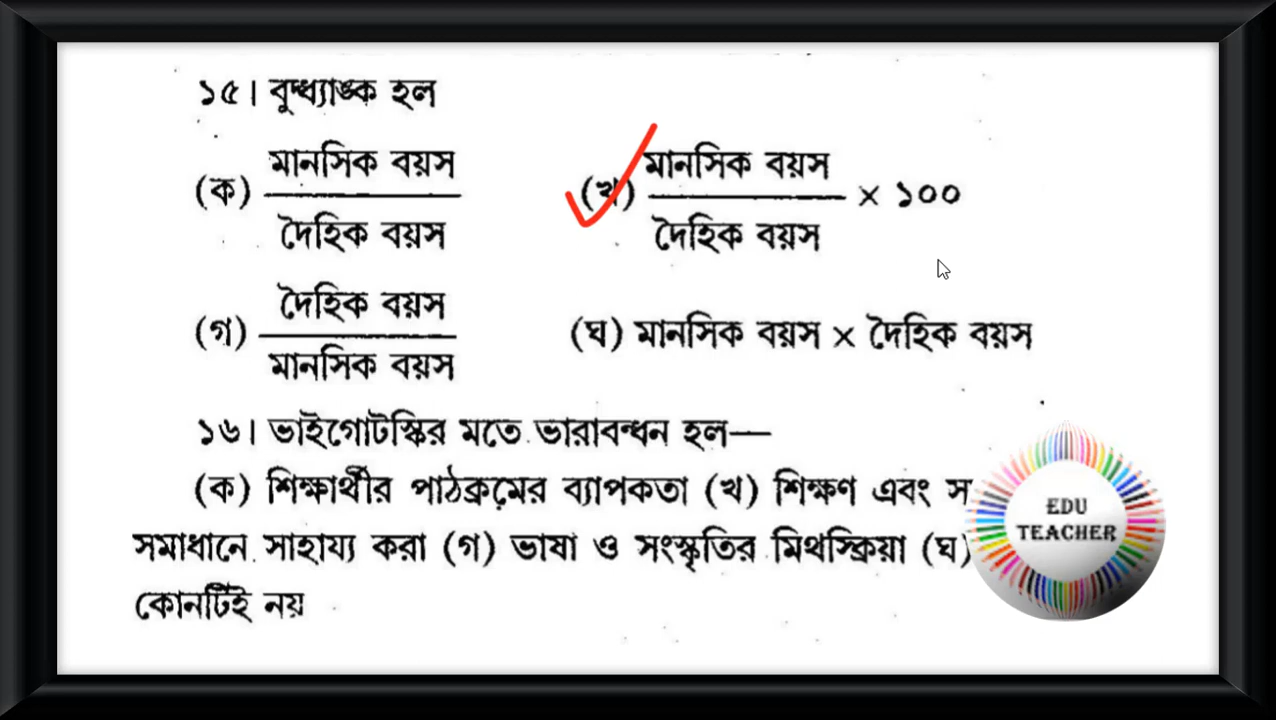 ১৫। বুদ্ধ্যাঙ্ক হল
(ক) মানসিক বয়স
দৈহিক বয়স
(খ) মানসিক বয়স
দৈহিক বয়স × ১০০
(গ) দৈহিক বয়স
মানসিক বয়স
(ঘ) মানসিক বয়স × দৈহিক বয়স
১৬। ভাইগোটস্কির মতে ভারাবন্ধন হল—
(ক) শিক্ষার্থীর পাঠক্রমের ব্যাপকতা (খ) শিক্ষণ এবং
সমাধানে সাহায্য করা (গ) ভাষা ও সংস্কৃতির মিথস্ক্রিয়া (ঘ)
কোনটিই নয়
EDU
TEACHER